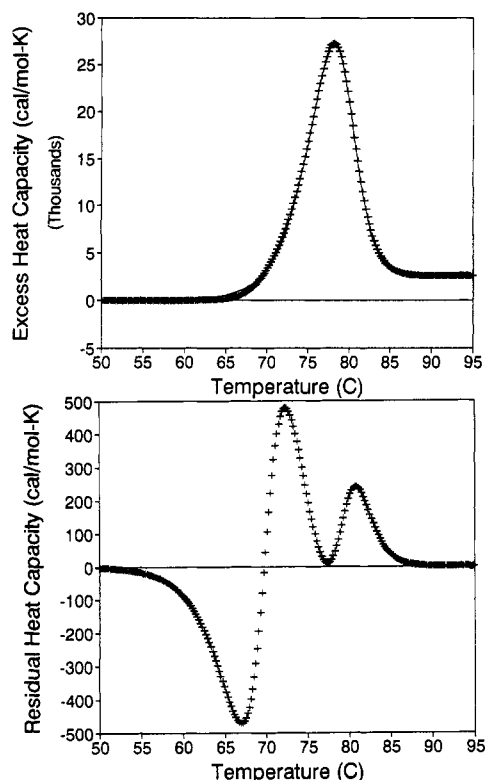 Excess Heat Capacity (cal/mol-K)
(Thousands)
30
25
20
15
10
5
0
-5
50 55 60 65 70 75 80 85 90 95
Temperature (C)
Residual Heat Capacity (cal/mol-K)
500
400
300
200
100
0
-100
-200
-300
-400
-500
50 55 60 65 70 75 80 85 90 95
Temperature (C)